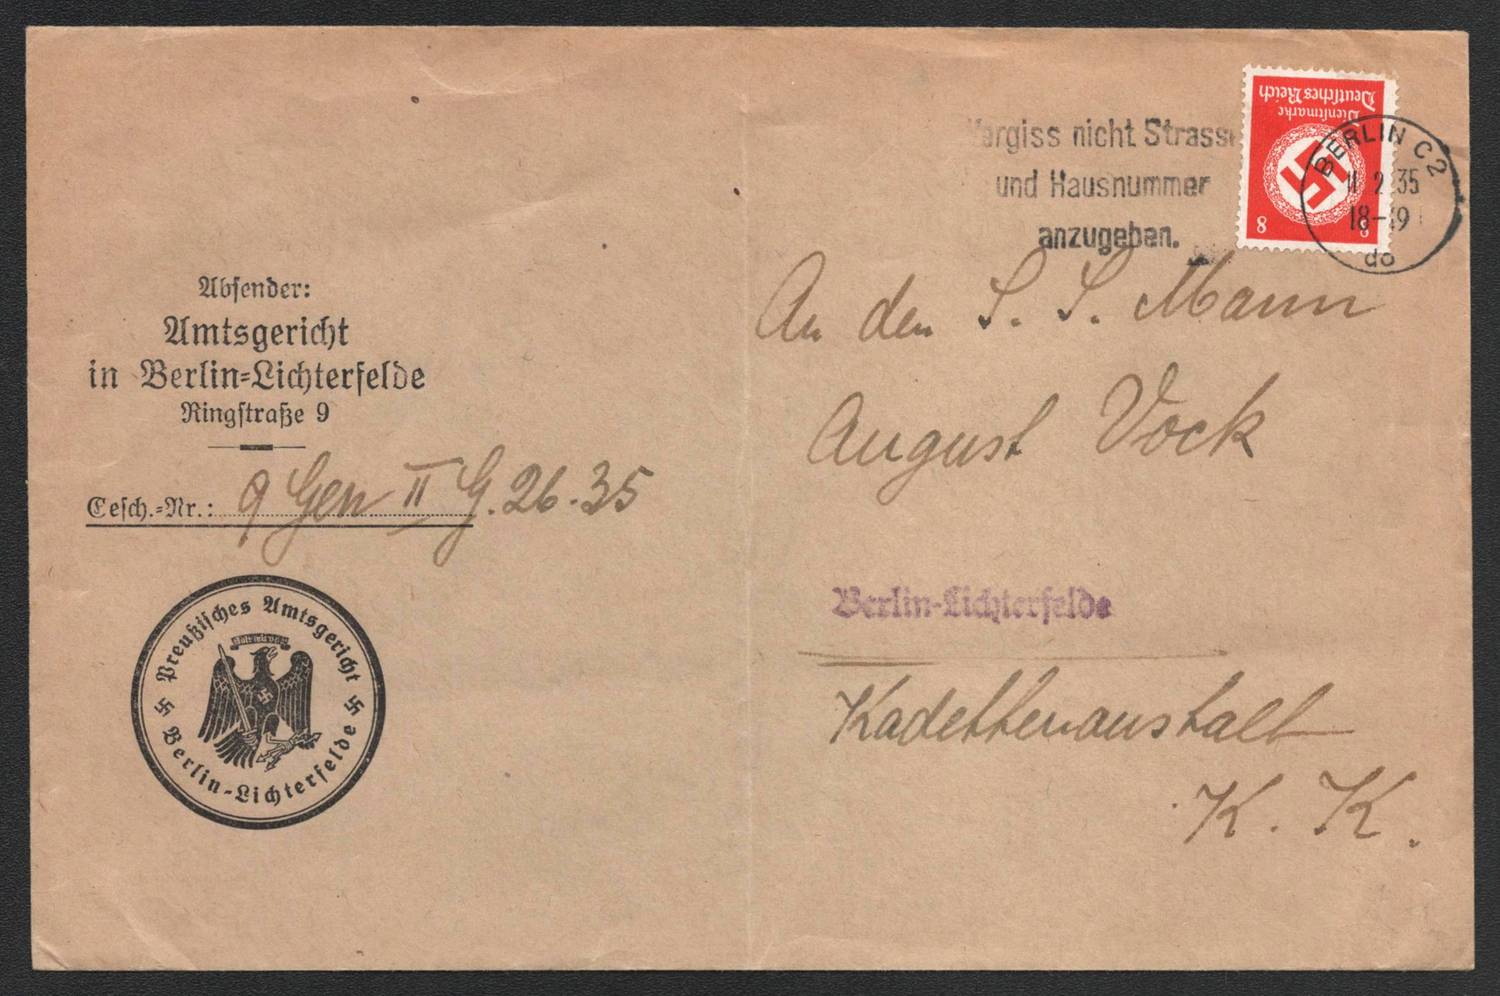 Absender:
Amtsgericht
in Berlin-Lichterfelde
Ringstraße 9
Gesch.-Nr.: 9 Gen II G. 26.35
Preußisches Amtsgericht
Berlin-Lichterfelde
Vergiss nicht Strasse
und Hausnummer
anzugeben.
Deutsches Reich
Dienstmarke
8 8
BERLIN C2
11 2 35
18-19
do
An den S. S. Mann
August Vock
Berlin-Lichterfelde
Kadettenanstalt
K. K.